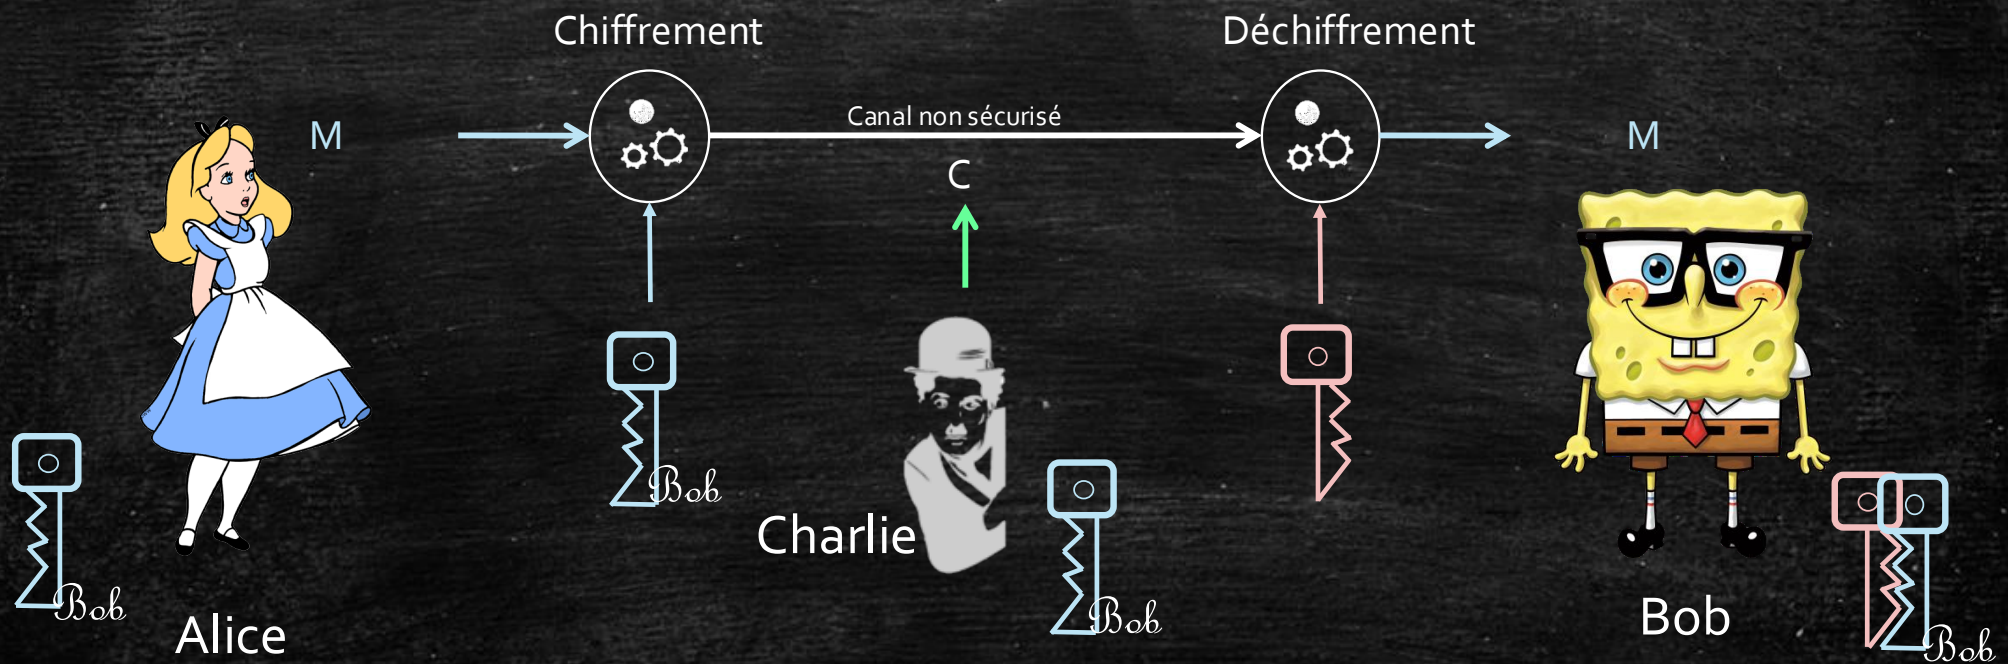 Chiffrement
Déchiffrement
M
Canal non sécurisé
M
C
Bob
Charlie
Bob
Bob
Alice
Bob
Bob